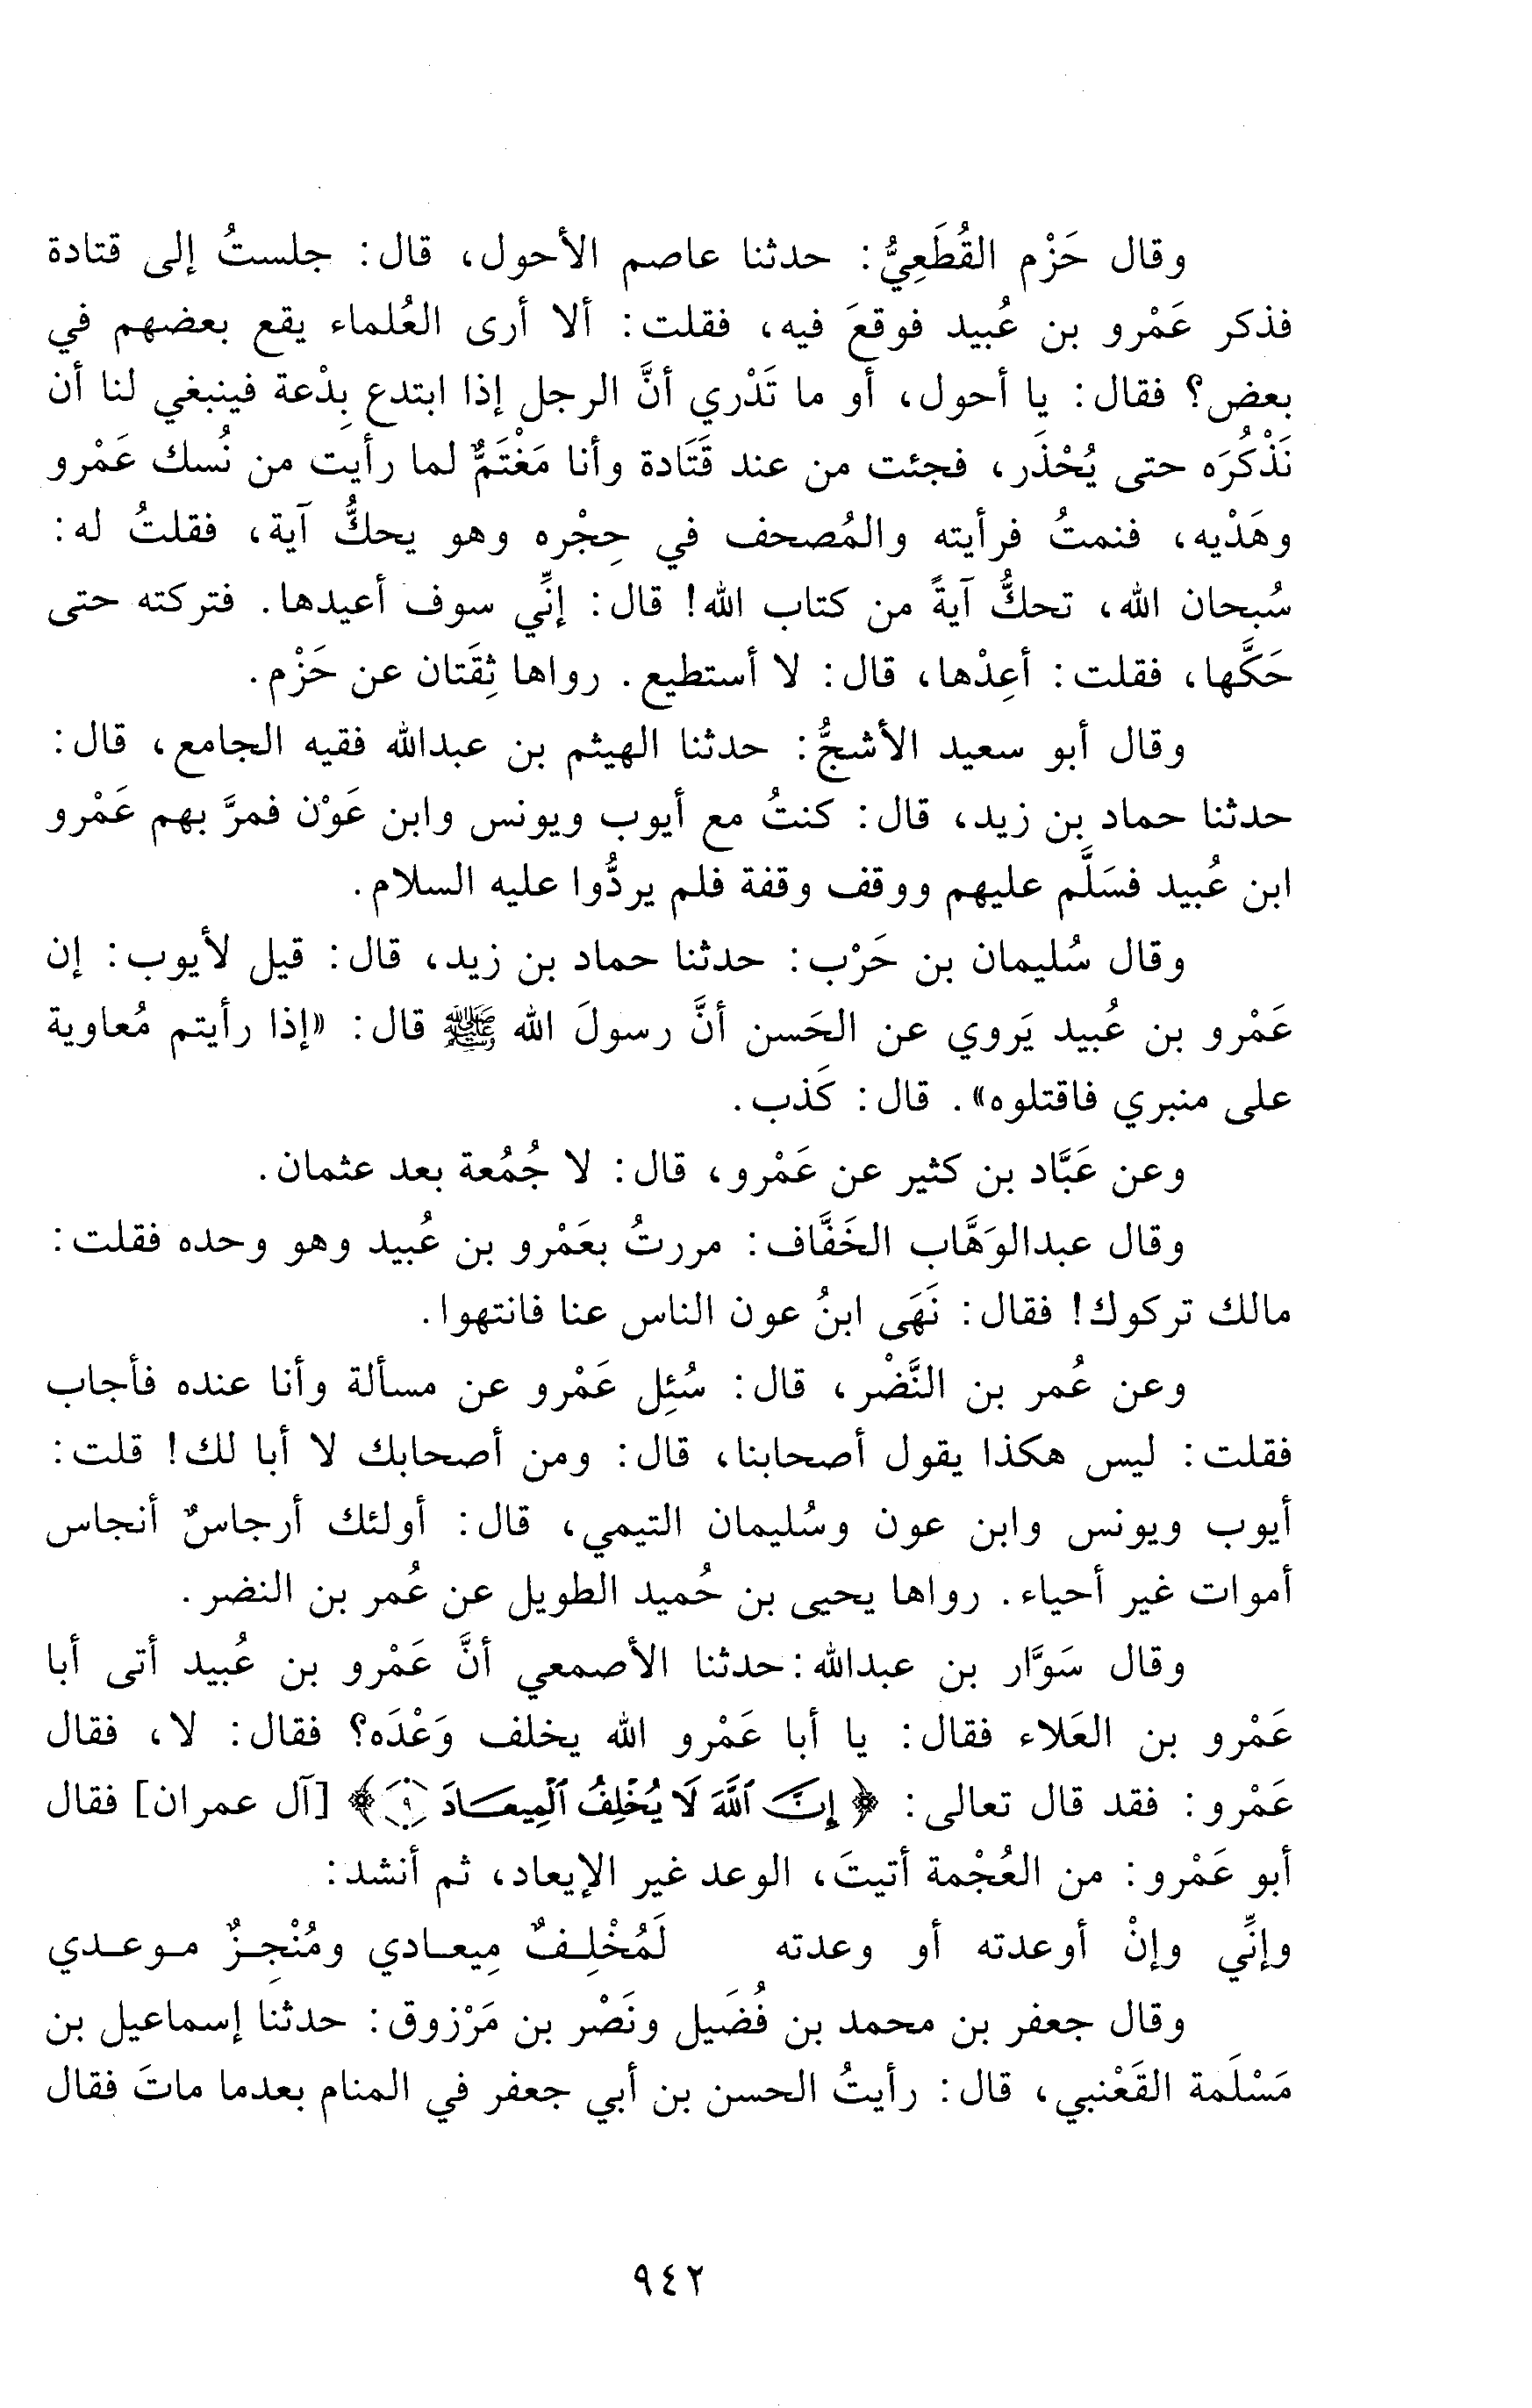 وقال حَزْم القُطَعِيُّ: حدثنا عاصم الأحول، قال: جلستُ إلى قتادة
فذكر عَمْرو بن عُبيد فوقعَ فيه، فقلت: ألا أرى العُلماء يقع بعضهم في
بعض؟ فقال: يا أحول، أو ما تَدْري أنَّ الرجل إذا ابتدع بِدْعة فينبغي لنا أن
نَذْكُرَه حتى يُحْذَر، فجئت من عند قَتَادة وأنا مَغْتَمٌّ لما رأيت من نُسك عَمْرو
وهَدْيه، فنمتُ فرأيته والمُصحف في حِجْره وهو يحكُّ آية، فقلتُ له:
سُبحان الله، تحكُّ آيةً من كتاب الله! قال: إنِّي سوف أعيدها. فتركته حتى
حَكَّها، فقلت: أعِدْها، قال: لا أستطيع. رواها ثِقَتان عن حَزْم.
وقال أبو سعيد الأشجُّ: حدثنا الهيثم بن عبدالله فقيه الجامع، قال:
حدثنا حماد بن زيد، قال: كنتُ مع أيوب ويونس وابن عَوْن فمرَّ بهم عَمْرو
ابن عُبيد فسَلَّم عليهم ووقف وقفة فلم يردُّوا عليه السلام.
وقال سُليمان بن حَرْب: حدثنا حماد بن زيد، قال: قيل لأيوب: إن
عَمْرو بن عُبيد يَروي عن الحَسن أنَّ رسولَ الله ﷺ قال: «إذا رأيتم مُعاوية
على منبري فاقتلوه». قال: كَذب.
وعن عَبَّاد بن كثير عن عَمْرو، قال: لا جُمُعة بعد عثمان.
وقال عبدالوَهَّاب الخَفَّاف: مررتُ بعَمْرو بن عُبيد وهو وحده فقلت:
مالك تركوك! فقال: نَهَى ابنُ عون الناس عنا فانتهوا.
وعن عُمر بن النَّضْر، قال: سُئِل عَمْرو عن مسألة وأنا عنده فأجاب
فقلت: ليس هكذا يقول أصحابنا، قال: ومن أصحابك لا أبا لك! قلت:
أيوب ويونس وابن عون وسُليمان التيمي، قال: أولئك أرجاسٌ أنجاس
أموات غير أحياء. رواها يحيى بن حُميد الطويل عن عُمر بن النضر.
وقال سَوَّار بن عبدالله: حدثنا الأصمعي أنَّ عَمْرو بن عُبيد أتى أبا
عَمْرو بن العَلاء فقال: يا أبا عَمْرو الله يخلف وَعْدَه؟ فقال: لا، فقال
عَمْرو: فقد قال تعالى: ﴿إِنَّ ٱللَّهَ لَا يُخْلِفُ ٱلْمِيعَادَ ۝٩﴾ [آل عمران] فقال
أبو عَمْرو: من العُجْمة أتيتَ، الوعد غير الإيعاد، ثم أنشد:
وإنِّي وإنْ أوعدته أو وعدته لَمُخْلِفٌ مِيعادي ومُنْجِزٌ موعدي
وقال جعفر بن محمد بن فُضَيل ونَصْر بن مَرْزوق: حدثنا إسماعيل بن
مَسْلَمة القَعْنبي، قال: رأيتُ الحسن بن أبي جعفر في المنام بعدما ماتَ فقال
٩٤٢